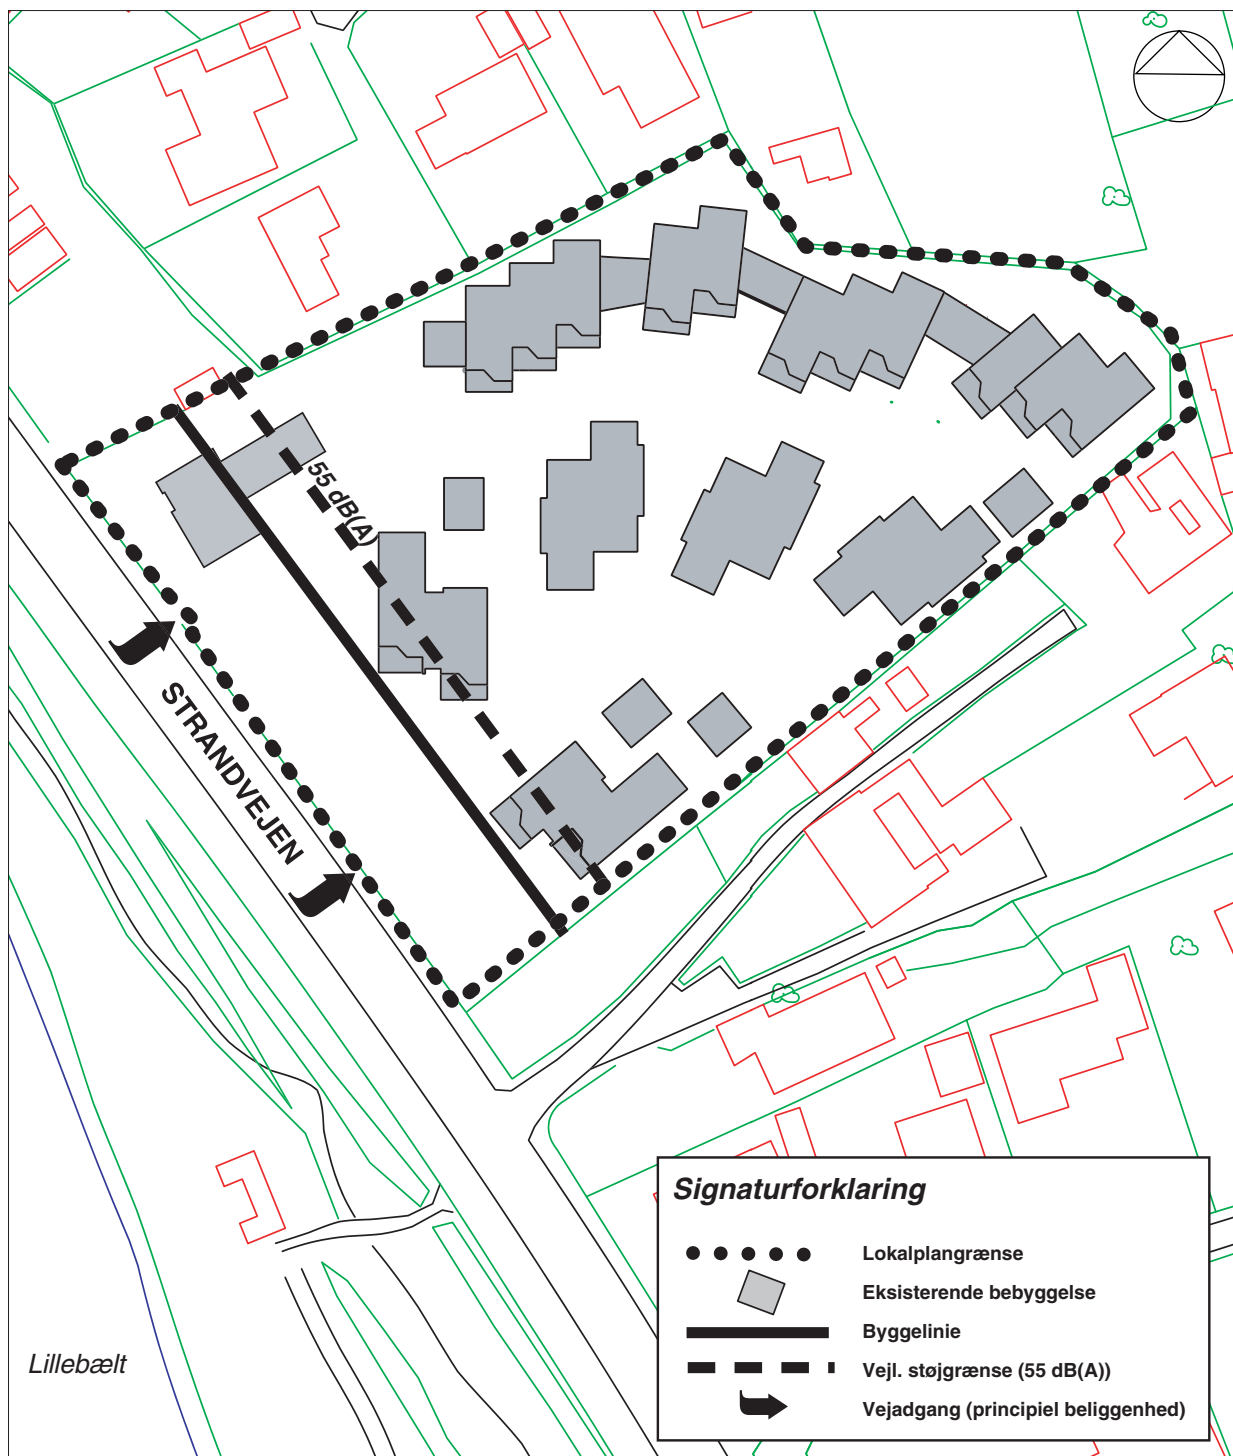 55 dB(A)
STRANDVEJEN
Lillebælt
Signaturforklaring
Lokalplangrænse
Eksisterende bebyggelse
Byggelinie
Vejl. støjgrænse (55 dB(A))
Vejadgang (principiel beliggenhed)